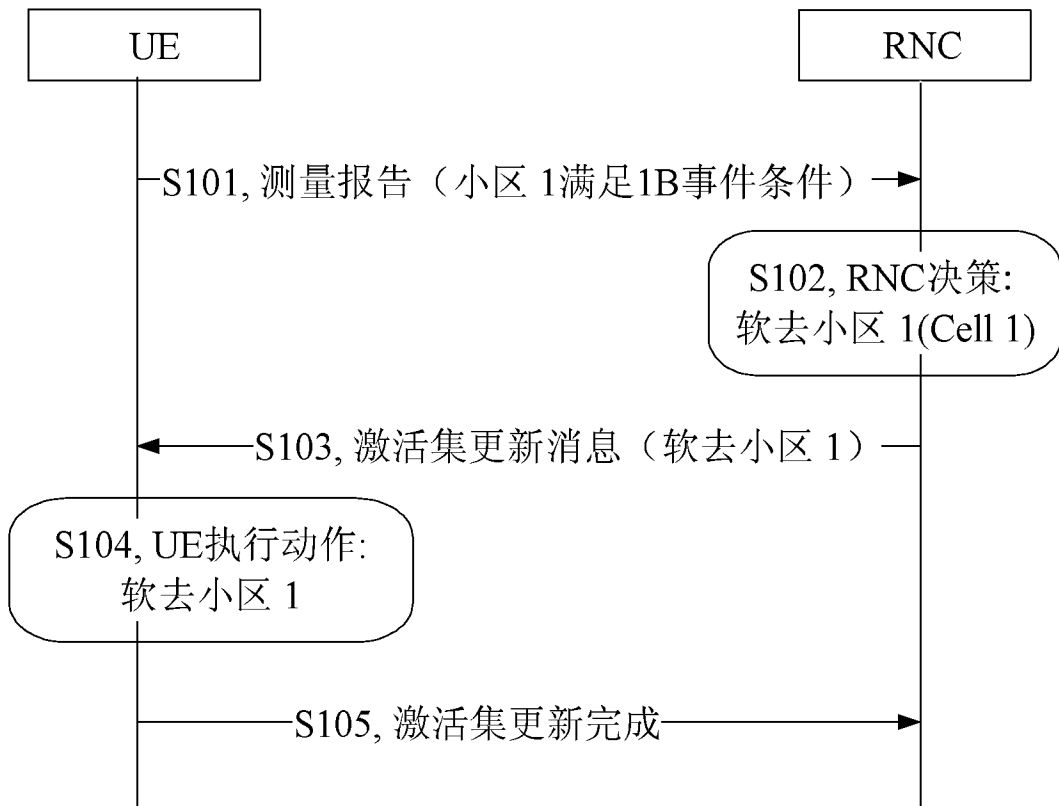 UE
RNC
S101, 测量报告（小区 1满足1B事件条件）
S102, RNC决策:
软去小区 1(Cell 1)
S103, 激活集更新消息（软去小区 1）
S104, UE执行动作:
软去小区 1
S105, 激活集更新完成